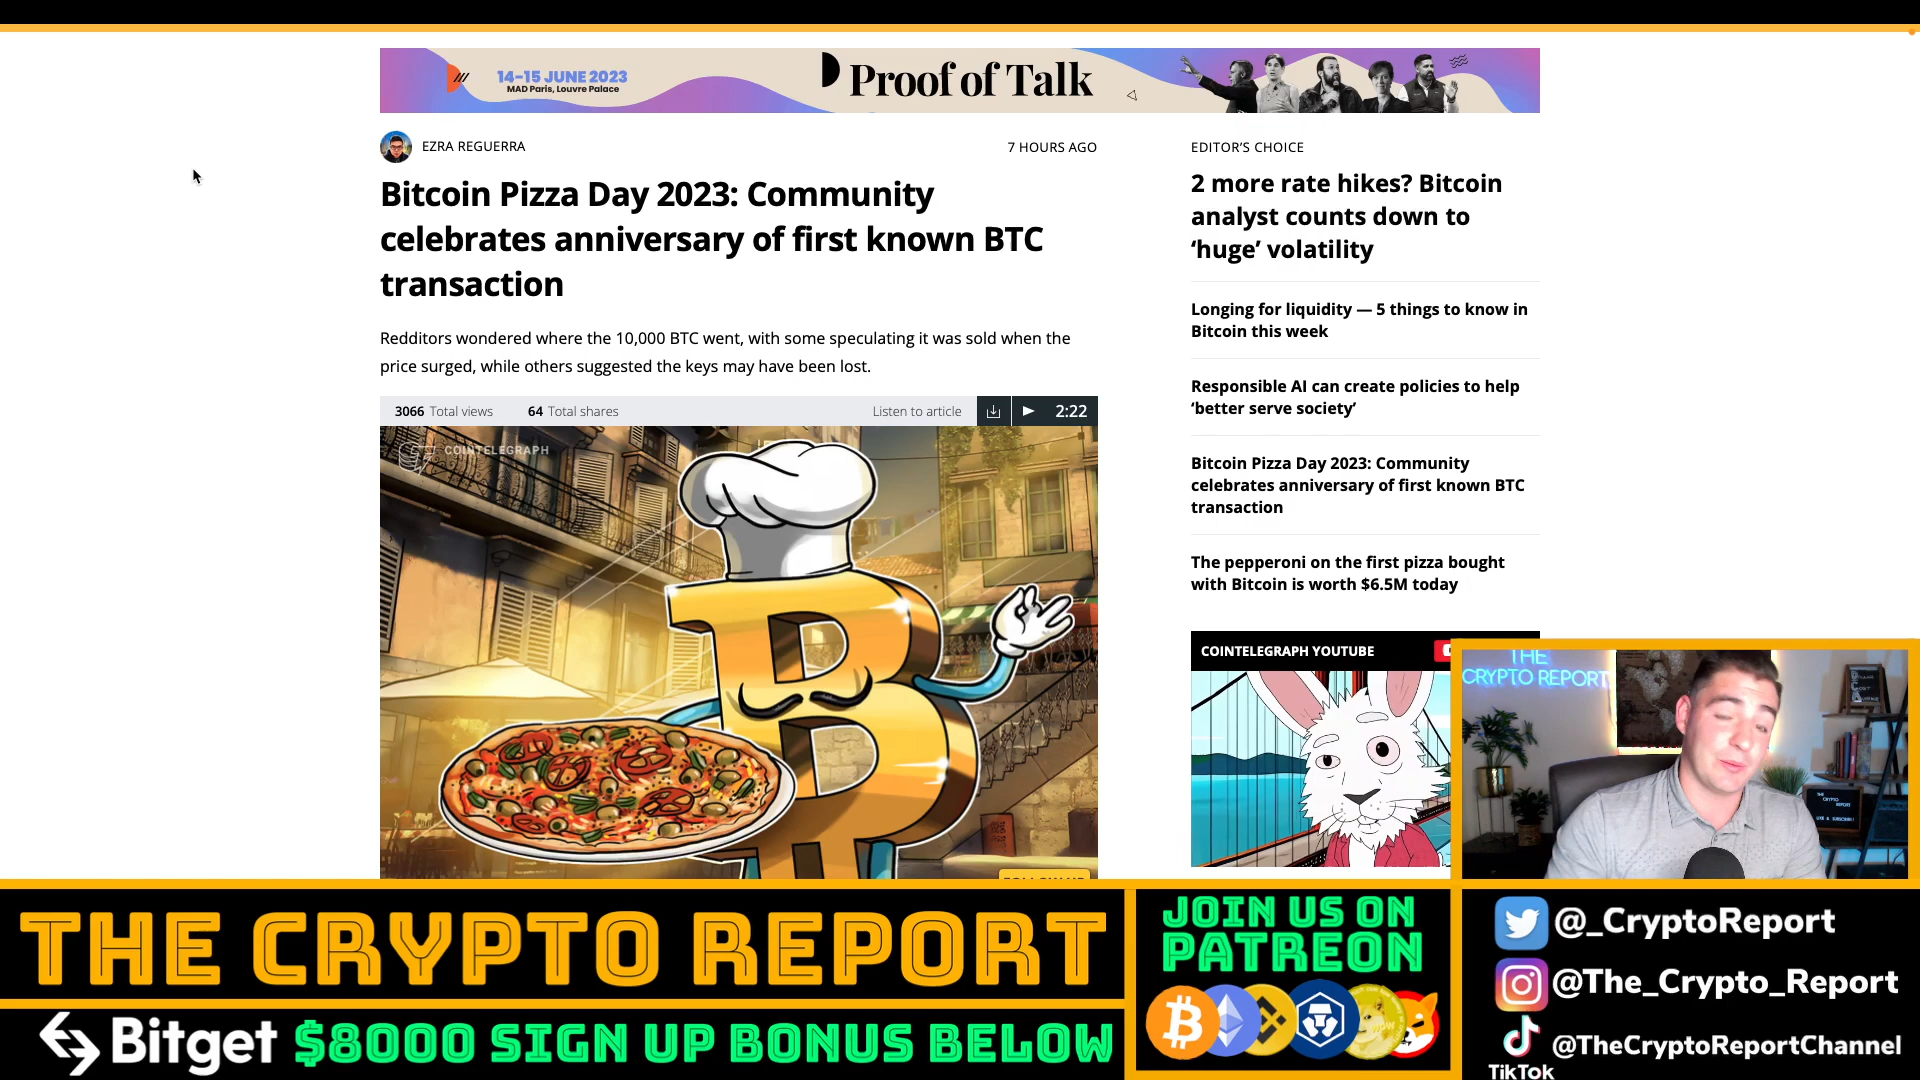 14–15 JUNE 2023
MAD Paris, Louvre Palace
Proof of Talk
EZRA REGUERRA
7 HOURS AGO
Bitcoin Pizza Day 2023: Community
celebrates anniversary of first known BTC
transaction
Redditors wondered where the 10,000 BTC went, with some speculating it was sold when the
price surged, while others suggested the keys may have been lost.
3066 Total views
64 Total shares
Listen to article
2:22
COINTELEGRAPH
EDITOR’S CHOICE
2 more rate hikes? Bitcoin
analyst counts down to
‘huge’ volatility
Longing for liquidity — 5 things to know in
Bitcoin this week
Responsible AI can create policies to help
‘better serve society’
Bitcoin Pizza Day 2023: Community
celebrates anniversary of first known BTC
transaction
The pepperoni on the first pizza bought
with Bitcoin is worth $6.5M today
COINTELEGRAPH YOUTUBE
THE
CRYPTO REPORT
THE CRYPTO REPORT
Bitget $8000 SIGN UP BONUS BELOW
JOIN US ON
PATREON
@_CryptoReport
@The_Crypto_Report
@TheCryptoReportChannel
TikTok